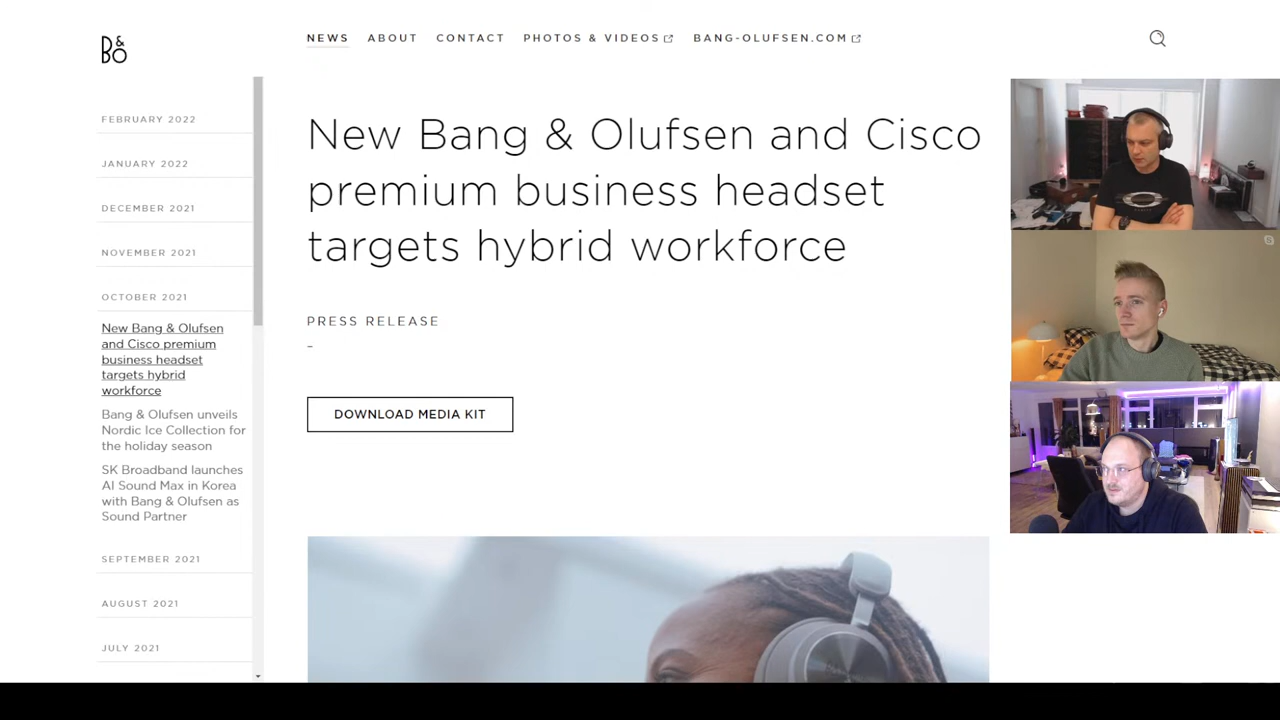 B&O
NEWS
ABOUT
CONTACT
PHOTOS & VIDEOS
BANG-OLUFSEN.COM
FEBRUARY 2022
JANUARY 2022
DECEMBER 2021
NOVEMBER 2021
OCTOBER 2021
New Bang & Olufsen
and Cisco premium
business headset
targets hybrid
workforce
Bang & Olufsen unveils
Nordic Ice Collection for
the holiday season
SK Broadband launches
AI Sound Max in Korea
with Bang & Olufsen as
Sound Partner
SEPTEMBER 2021
AUGUST 2021
JULY 2021
New Bang & Olufsen and Cisco
premium business headset
targets hybrid workforce
PRESS RELEASE
–
DOWNLOAD MEDIA KIT